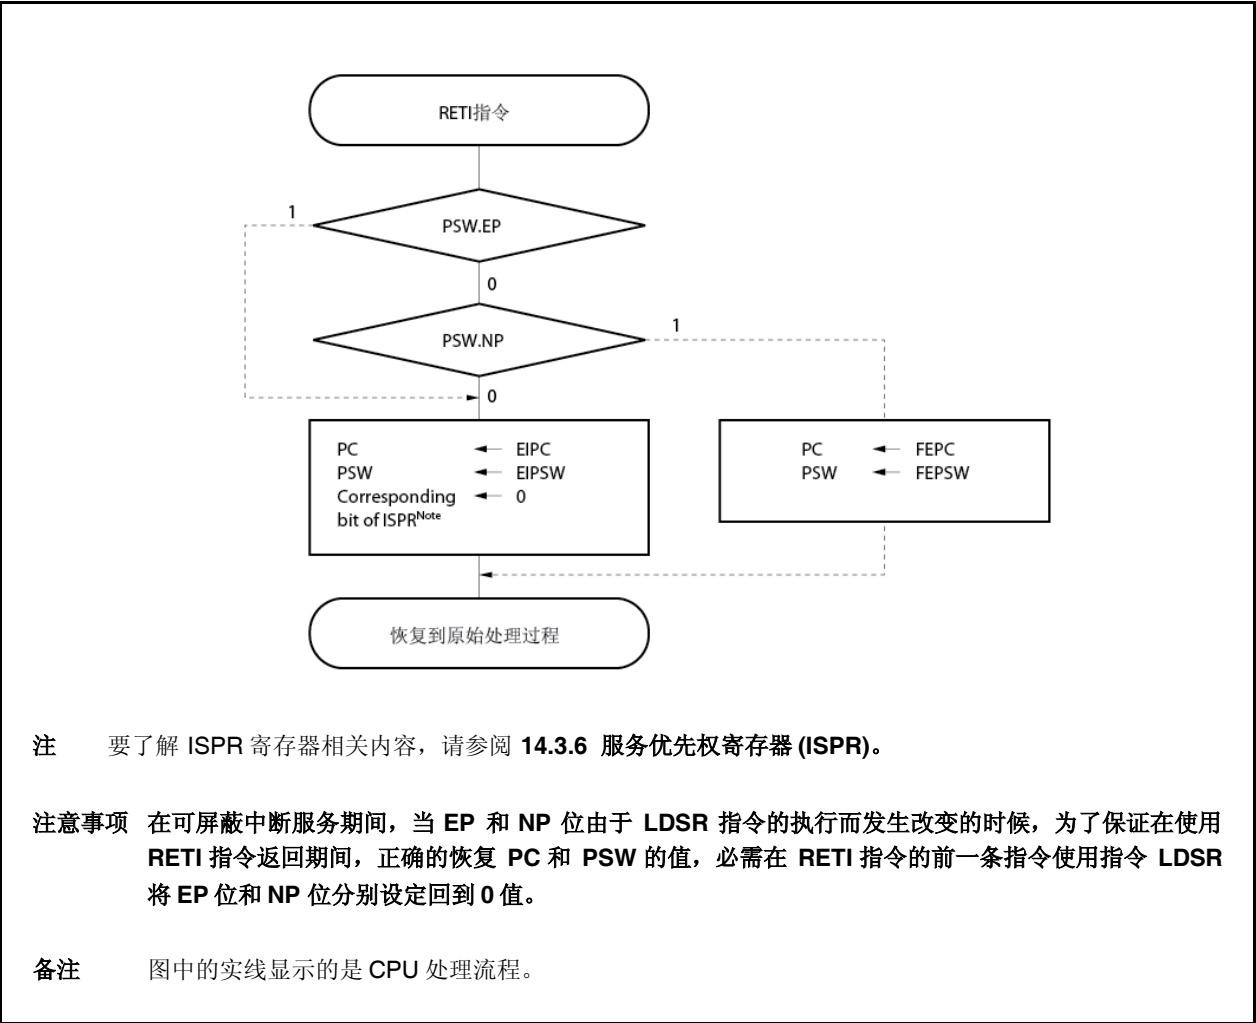 RETI指令
1
PSW.EP
0
1
PSW.NP
0
PC ← EIPC
PSW ← EIPSW
Corresponding ← 0
bit of ISPRNote
PC ← FEPC
PSW ← FEPSW
恢复到原始处理过程
注 要了解 ISPR 寄存器相关内容，请参阅 14.3.6 服务优先权寄存器 (ISPR)。
注意事项 在可屏蔽中断服务期间，当 EP 和 NP 位由于 LDSR 指令的执行而发生改变的时候，为了保证在使用
RETI 指令返回期间，正确的恢复 PC 和 PSW 的值，必需在 RETI 指令的前一条指令使用指令 LDSR
将 EP 位和 NP 位分别设定回到 0 值。
备注 图中的实线显示的是 CPU 处理流程。